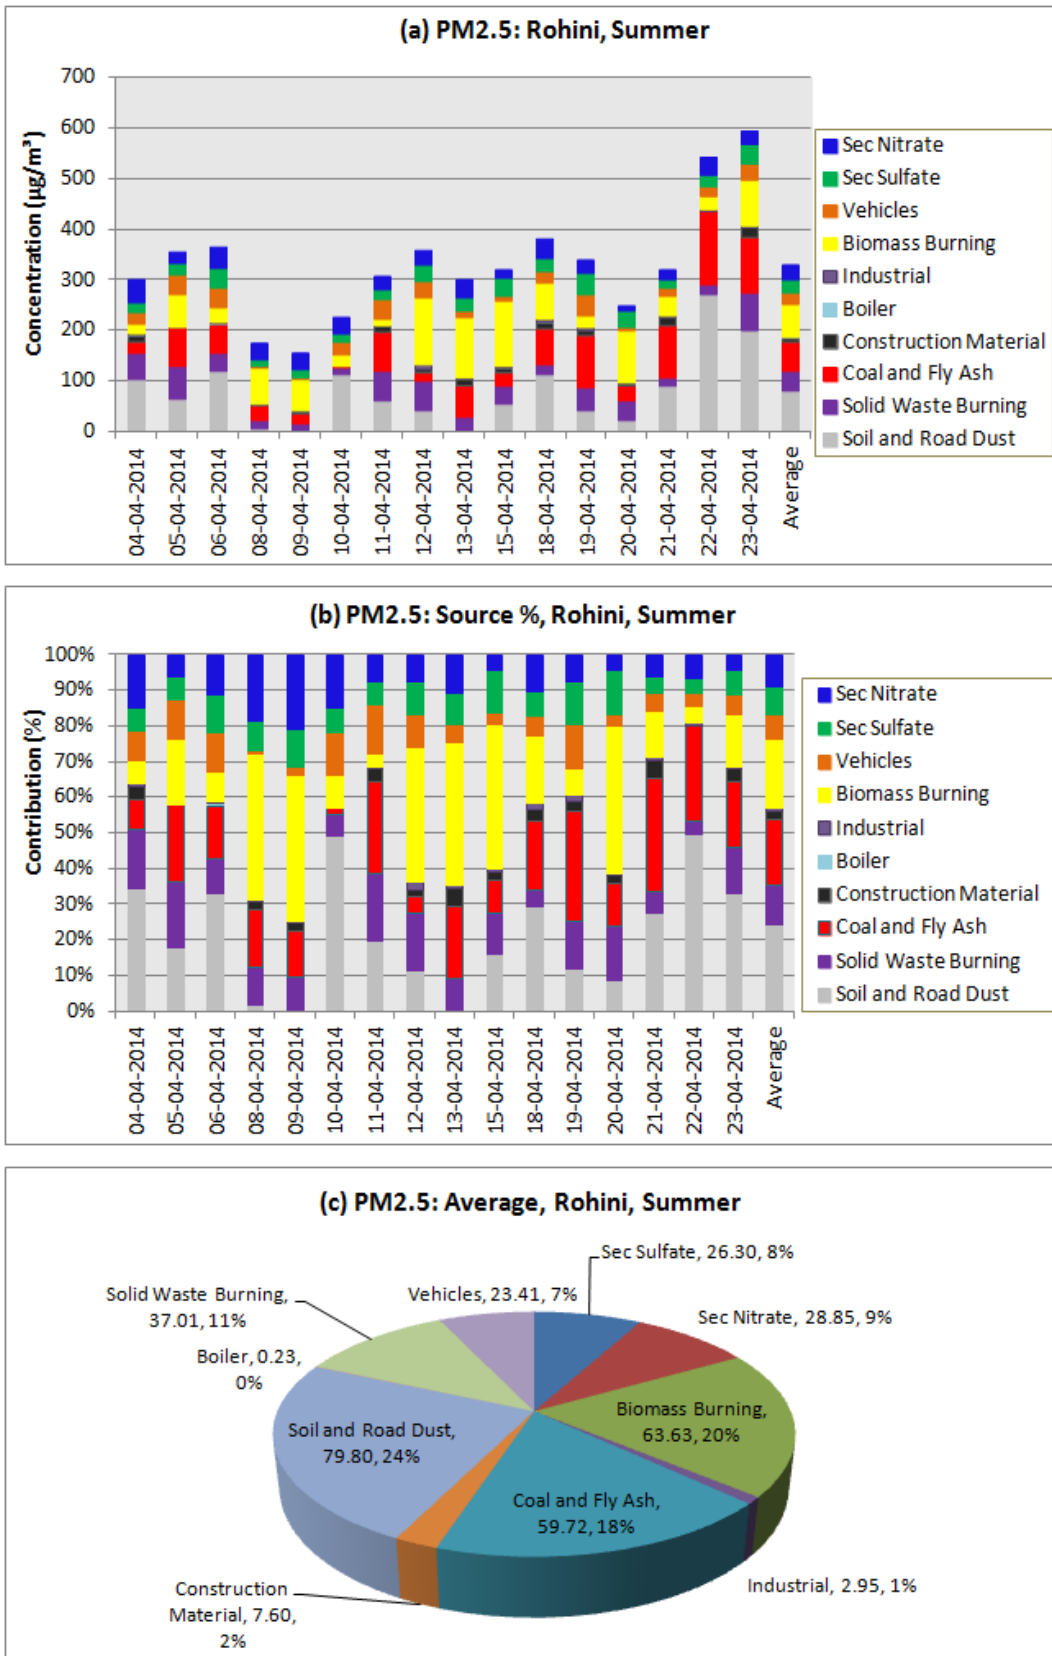 (a) PM2.5: Rohini, Summer
Concentration (µg/m³)
700
600
500
400
300
200
100
0
04-04-2014
05-04-2014
06-04-2014
08-04-2014
09-04-2014
10-04-2014
11-04-2014
12-04-2014
13-04-2014
15-04-2014
18-04-2014
19-04-2014
20-04-2014
21-04-2014
22-04-2014
23-04-2014
Average
Sec Nitrate
Sec Sulfate
Vehicles
Biomass Burning
Industrial
Boiler
Construction Material
Coal and Fly Ash
Solid Waste Burning
Soil and Road Dust
(b) PM2.5: Source %, Rohini, Summer
Contribution (%)
100%
90%
80%
70%
60%
50%
40%
30%
20%
10%
0%
04-04-2014
05-04-2014
06-04-2014
08-04-2014
09-04-2014
10-04-2014
11-04-2014
12-04-2014
13-04-2014
15-04-2014
18-04-2014
19-04-2014
20-04-2014
21-04-2014
22-04-2014
23-04-2014
Average
Sec Nitrate
Sec Sulfate
Vehicles
Biomass Burning
Industrial
Boiler
Construction Material
Coal and Fly Ash
Solid Waste Burning
Soil and Road Dust
(c) PM2.5: Average, Rohini, Summer
Sec Sulfate, 26.30, 8%
Solid Waste Burning,
37.01, 11%
Vehicles, 23.41, 7%
Sec Nitrate, 28.85, 9%
Boiler, 0.23,
0%
Biomass Burning,
63.63, 20%
Soil and Road Dust,
79.80, 24%
Coal and Fly Ash,
59.72, 18%
Industrial, 2.95, 1%
Construction
Material, 7.60,
2%